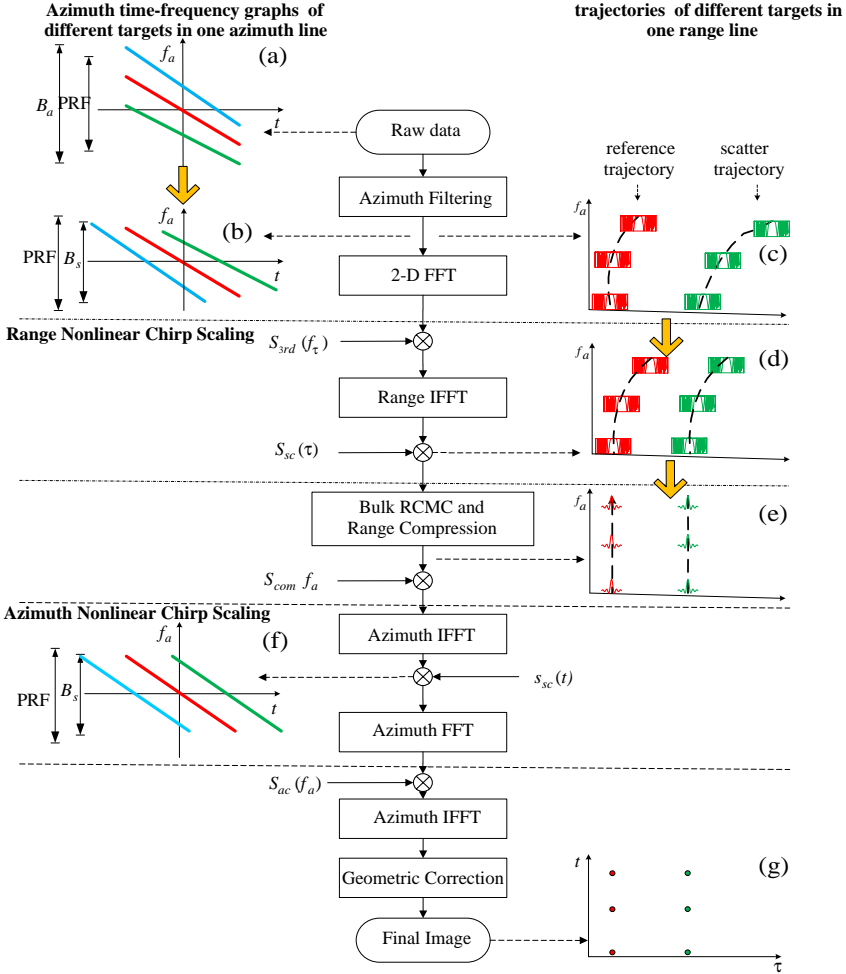 Azimuth time-frequency graphs of
different targets in one azimuth line
trajectories of different targets in
one range line
(a)
f_a
B_a
PRF
t
Raw data
Azimuth Filtering
reference
trajectory
scatter
trajectory
f_a
(b)
f_a
PRF
B_s
t
(c)
2-D FFT
Range Nonlinear Chirp Scaling
S_3rd (f_τ)
(d)
f_a
Range IFFT
S_sc (τ)
Bulk RCMC and
Range Compression
f_a
(e)
S_com f_a
Azimuth Nonlinear Chirp Scaling
(f)
f_a
Azimuth IFFT
PRF
B_s
t
s_sc (t)
Azimuth FFT
S_ac (f_a)
Azimuth IFFT
t
(g)
Geometric Correction
Final Image
τ